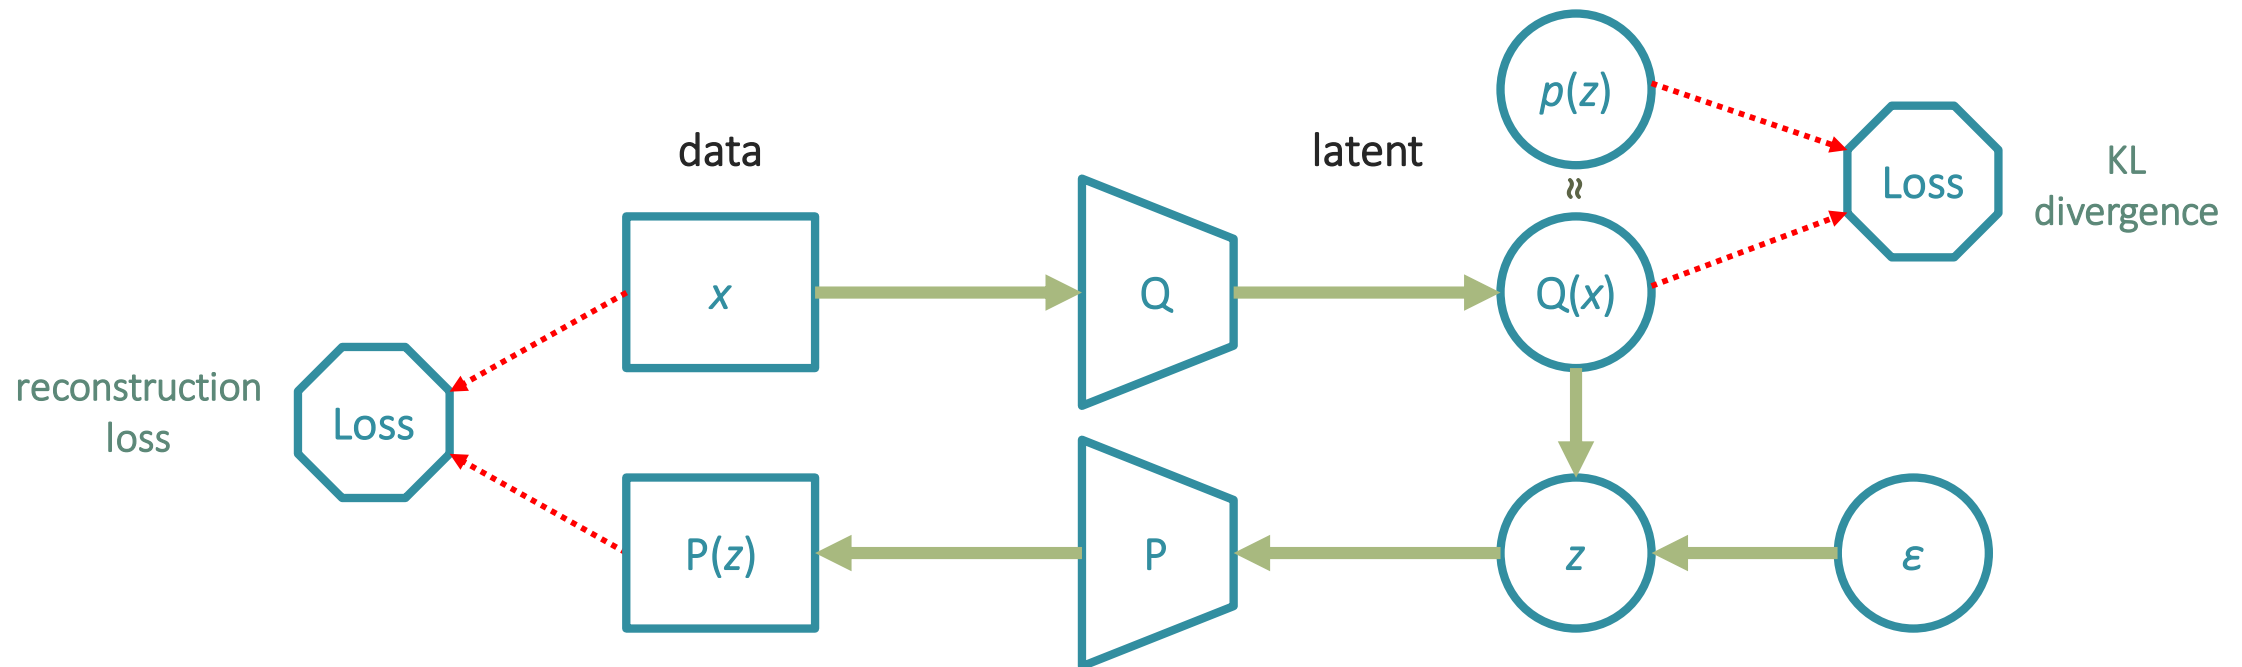 data
latent
p(z)
≈
Loss
KL
divergence
x
Q
Q(x)
reconstruction
loss
Loss
P(z)
P
z
ε